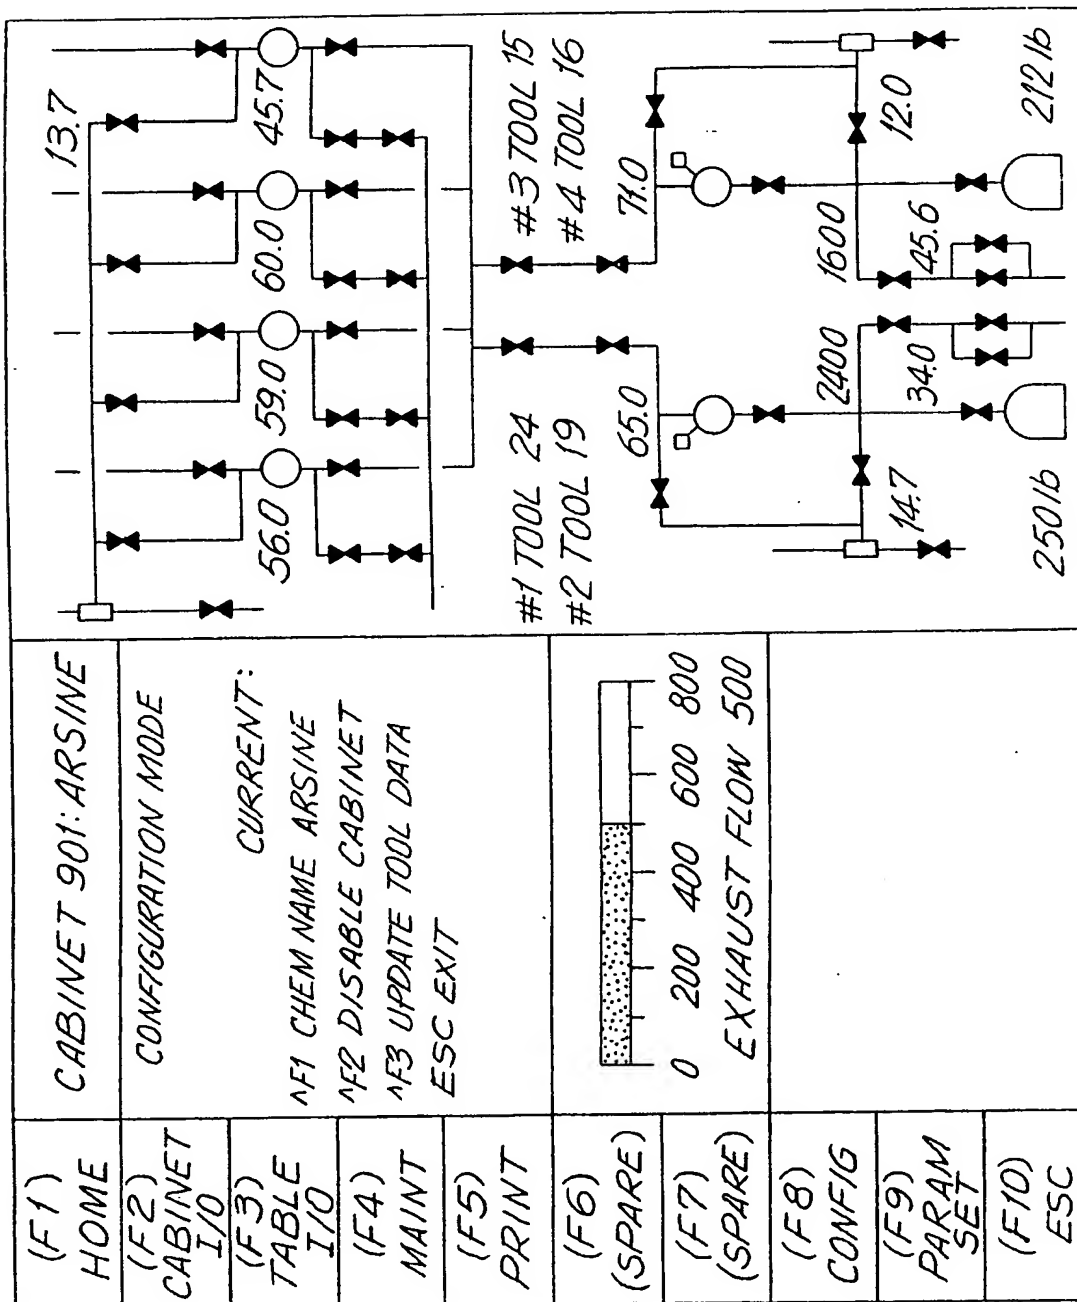 (F1)
HOME
(F2)
CABINET
I/O
(F3)
TABLE
I/O
(F4)
MAINT
(F5)
PRINT
(F6)
(SPARE)
(F7)
(SPARE)
(F8)
CONFIG
(F9)
PARAM
SET
(F10)
ESC
CABINET 901: ARSINE
CONFIGURATION MODE
CURRENT:
^F1 CHEM NAME ARSINE
^F2 DISABLE CABINET
^F3 UPDATE TOOL DATA
ESC EXIT
0 200 400 600 800
EXHAUST FLOW 500
13.7
56.0 59.0 60.0 45.7
#1 TOOL 24 #3 TOOL 15
#2 TOOL 19 #4 TOOL 16
65.0 71.0
2400 1600
14.7 34.0 45.6 12.0
250 lb 212 lb